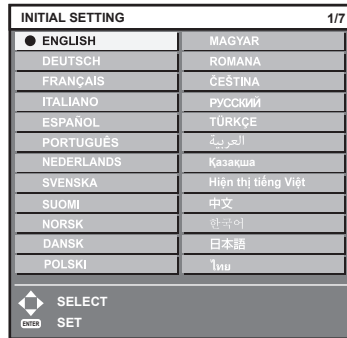 INITIAL SETTING 1/7
ENGLISH
DEUTSCH
FRANÇAIS
ITALIANO
ESPAÑOL
PORTUGUÊS
NEDERLANDS
SVENSKA
SUOMI
NORSK
DANSK
POLSKI
MAGYAR
ROMANA
ČEŠTINA
РУССКИЙ
TÜRKÇE
العربية
Қазақша
Hiện thị tiếng Việt
中文
한국어
日本語
ไทย
SELECT
ENTER SET